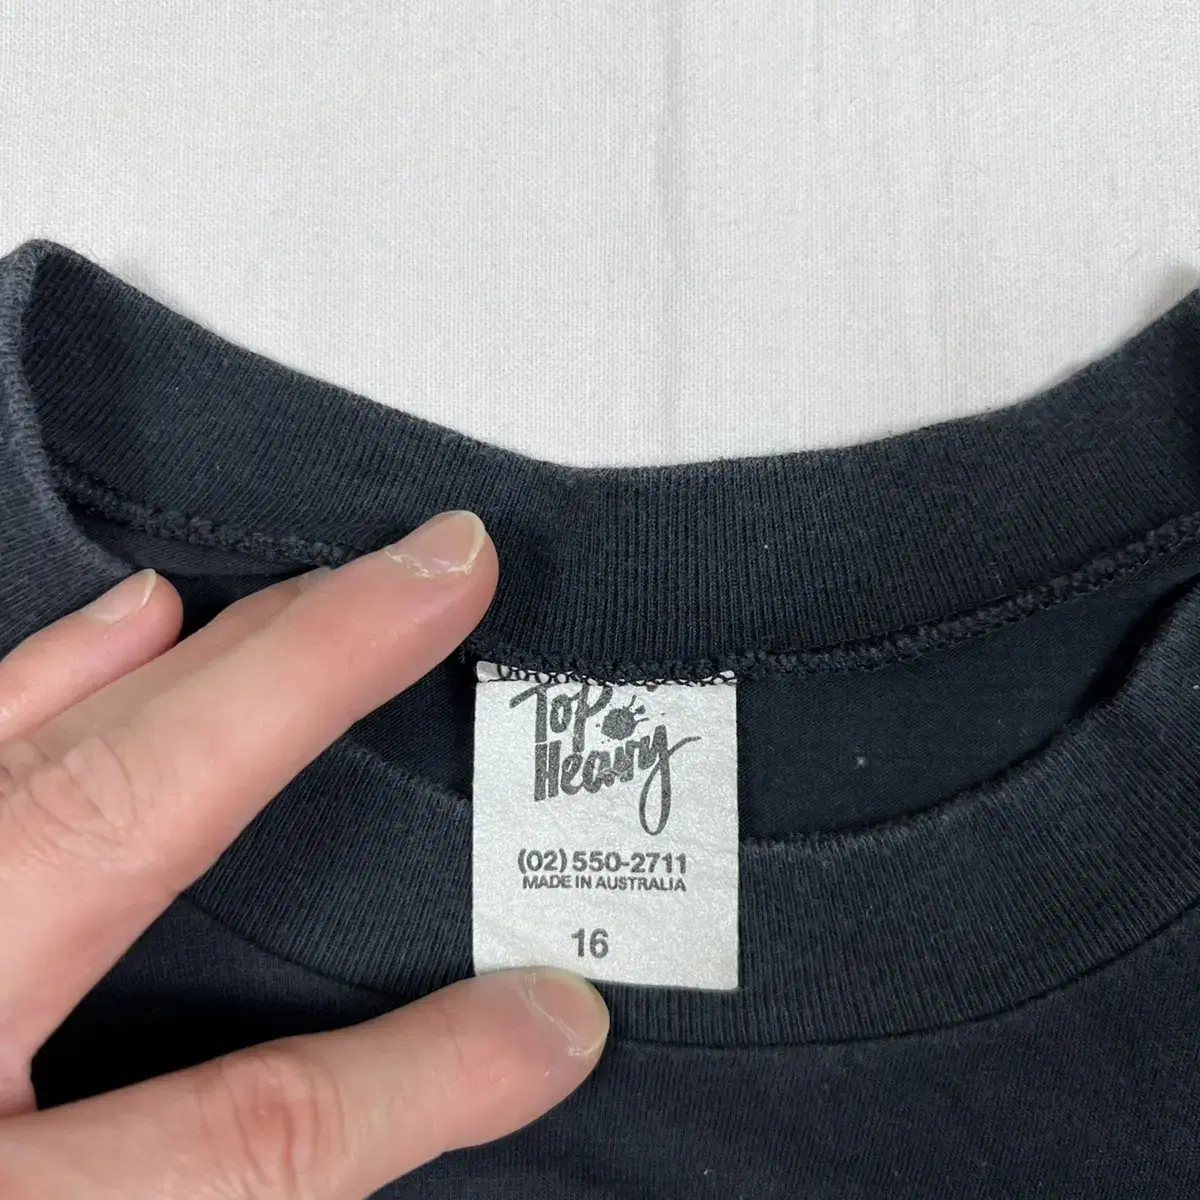 Top
Heavy
(02) 550-2711
MADE IN AUSTRALIA
16